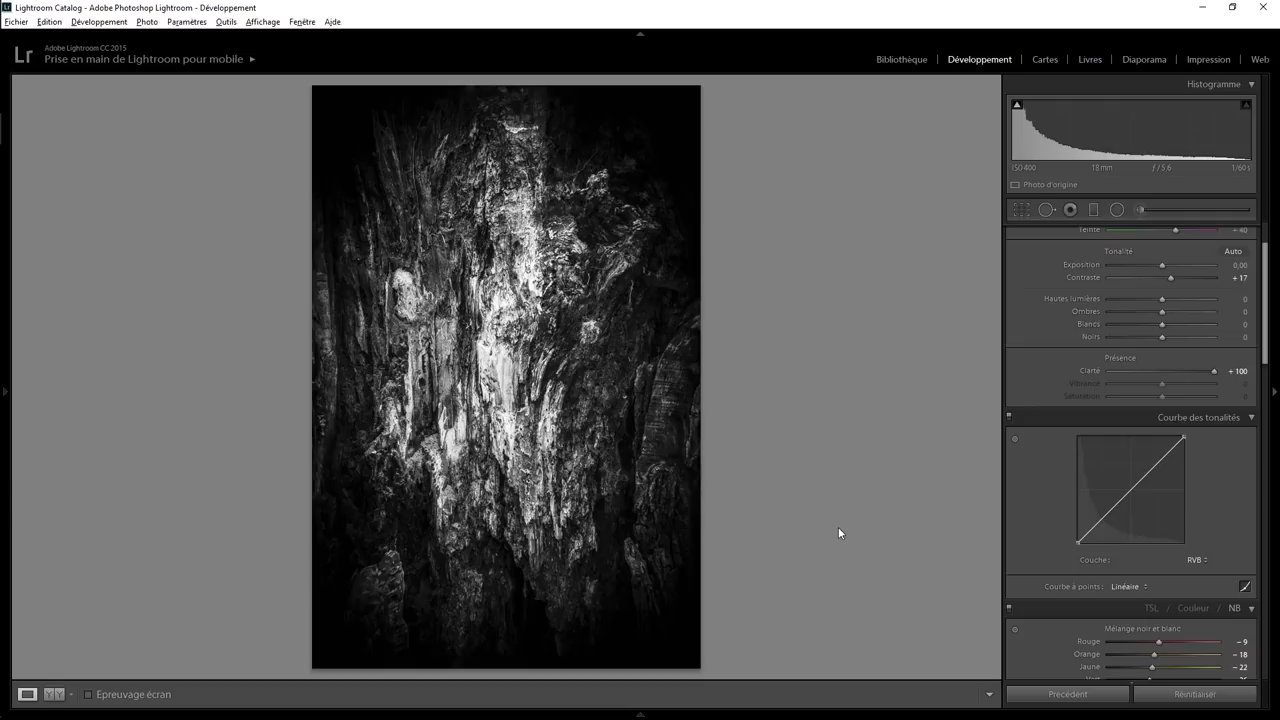 Lightroom Catalog - Adobe Photoshop Lightroom - Développement
Fichier Edition Développement Photo Paramètres Outils Affichage Fenêtre Aide
Lr
Adobe Lightroom CC 2015
Prise en main de Lightroom pour mobile
Bibliothèque Développement Cartes Livres Diaporama Impression Web
Histogramme
ISO 400 18 mm ƒ / 5,6 1/60 s
Photo d'origine
Teinte + 40
Tonalité Auto
Exposition 0,00
Contraste + 17
Hautes lumières 0
Ombres 0
Blancs 0
Noirs 0
Présence
Clarté + 100
Vibrance 0
Saturation 0
Courbe des tonalités
Couche : RVB
Courbe à points : Linéaire
TSL / Couleur / NB
Mélange noir et blanc
Rouge – 9
Orange – 18
Jaune – 22
Y Y Epreuvage écran
Précédent Réinitialiser